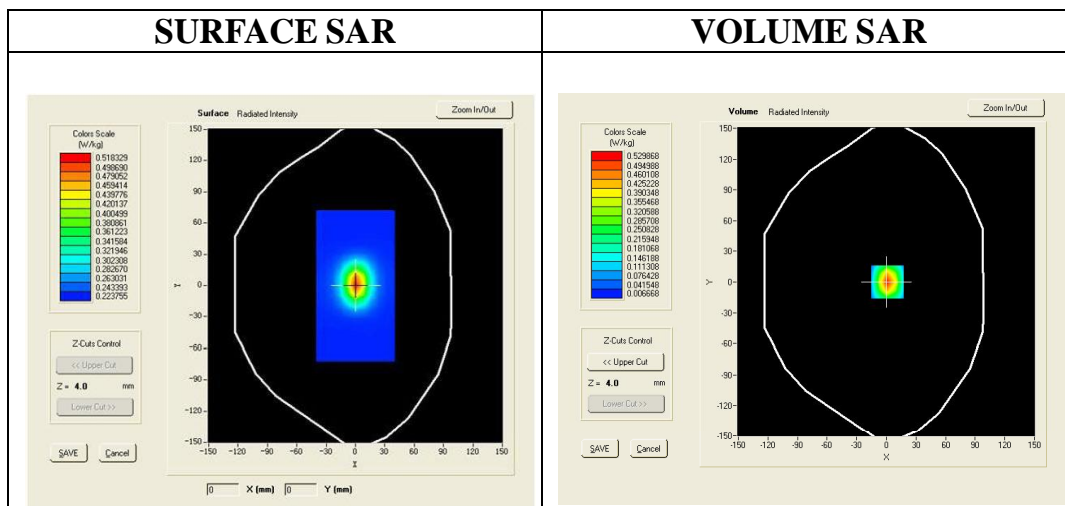 SURFACE SAR
VOLUME SAR
Surface Radiated Intensity
Zoom In/Out
Colors Scale
(W/kg)
0.518329
0.498690
0.479052
0.459414
0.439776
0.420137
0.400499
0.380861
0.361223
0.341584
0.321946
0.302308
0.282670
0.263031
0.243393
0.223755
Z-Cuts Control
<< Upper Cut
Z = 4.0 mm
Lower Cut >>
SAVE
Cancel
150
120
90
60
30
0
-30
-60
-90
-120
-150
Y
-150 -120 -90 -60 -30 0 30 60 90 120 150
X
0 X (mm) 0 Y (mm)
Volume Radiated Intensity
Zoom In/Out
Colors Scale
(W/kg)
0.529868
0.494988
0.460108
0.425228
0.390348
0.355468
0.320588
0.285708
0.250828
0.215948
0.181068
0.146188
0.111308
0.076428
0.041548
0.006668
Z-Cuts Control
<< Upper Cut
Z = 4.0 mm
Lower Cut >>
SAVE
Cancel
150
120
90
60
30
0
-30
-60
-90
-120
-150
Y
-150 -120 -90 -60 -30 0 30 60 90 120 150
X